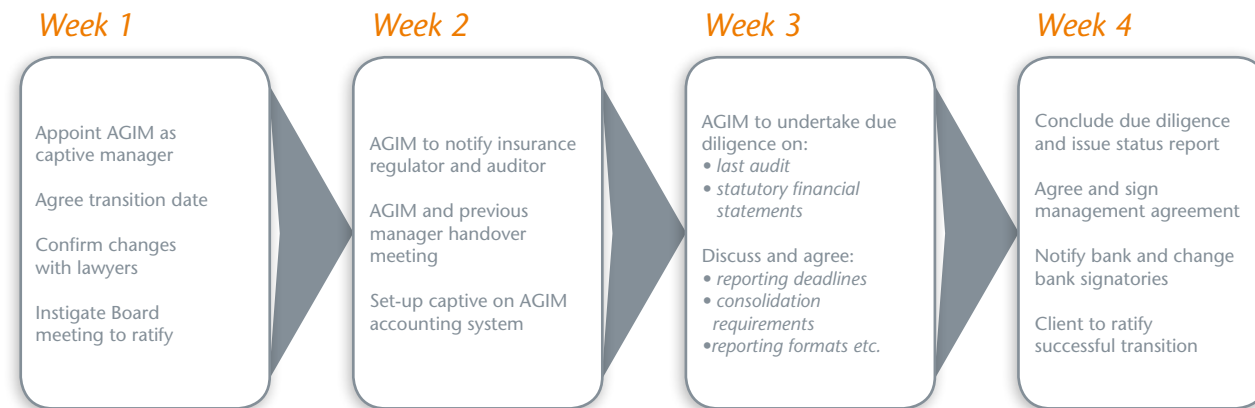 Week 1
Appoint AGIM as
captive manager
Agree transition date
Confirm changes
with lawyers
Instigate Board
meeting to ratify
Week 2
AGIM to notify insurance
regulator and auditor
AGIM and previous
manager handover
meeting
Set-up captive on AGIM
accounting system
Week 3
AGIM to undertake due
diligence on:
• last audit
• statutory financial
statements
Discuss and agree:
• reporting deadlines
• consolidation
requirements
•reporting formats etc.
Week 4
Conclude due diligence
and issue status report
Agree and sign
management agreement
Notify bank and change
bank signatories
Client to ratify
successful transition